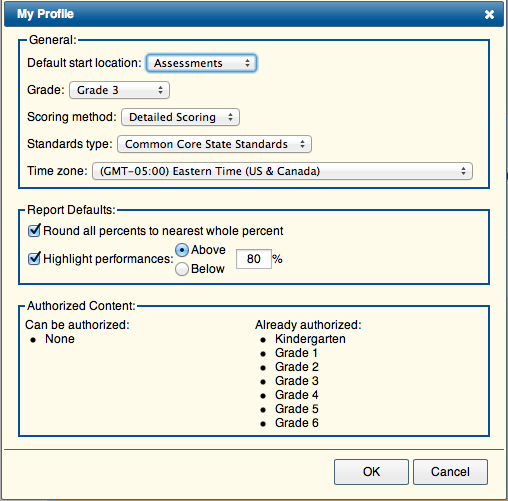 My Profile
General:
Default start location: Assessments
Grade: Grade 3
Scoring method: Detailed Scoring
Standards type: Common Core State Standards
Time zone: (GMT-05:00) Eastern Time (US & Canada)
Report Defaults:
Round all percents to nearest whole percent
Highlight performances: Above 80 %
Below
Authorized Content:
Can be authorized:
None
Already authorized:
Kindergarten
Grade 1
Grade 2
Grade 3
Grade 4
Grade 5
Grade 6
OK Cancel